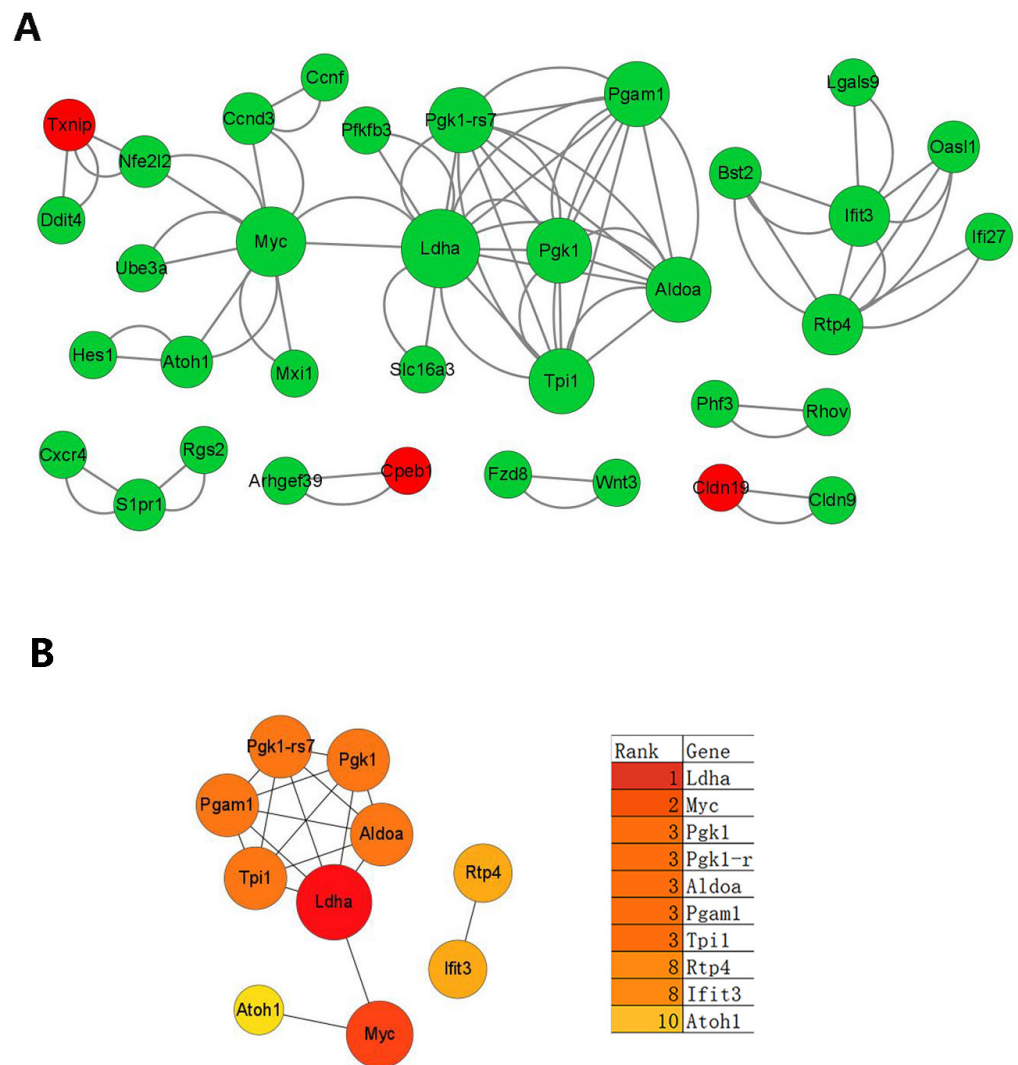 A
Ccnf
Lgals9
Pgam1
Txnip
Ccnd3
Pfkfb3
Pgk1-rs7
Oasl1
Nfe2l2
Bst2
Ddit4
Ifit3
Ifi27
Myc
Ldha
Pgk1
Ube3a
Aldoa
Rtp4
Hes1
Atoh1
Mxi1
Slc16a3
Tpi1
Phf3
Rhov
Cxcr4
Rgs2
Arhgef39
Cpeb1
Fzd8
Wnt3
Cldn19
Cldn9
S1pr1
B
Pgk1-rs7
Pgk1
Pgam1
Aldoa
Tpi1
Ldha
Rtp4
Ifit3
Atoh1
Myc
Rank Gene
1 Ldha
2 Myc
3 Pgk1
3 Pgk1-r
3 Aldoa
3 Pgam1
3 Tpi1
8 Rtp4
8 Ifit3
10 Atoh1